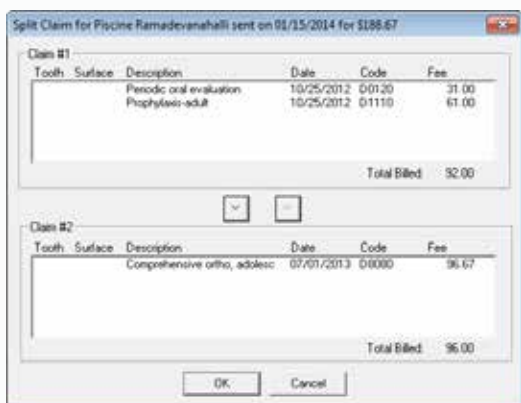 Split Claim for Piscine Ramadevanahalli sent on 01/15/2014 for $188.67
Claim #1
Tooth Surface Description Date Code Fee
Periodic oral evaluation 10/25/2012 D0120 31.00
Prophylaxis-adult 10/25/2012 D1110 61.00
Total Billed: 92.00
Claim #2
Tooth Surface Description Date Code Fee
Comprehensive ortho, adolesc 07/01/2013 D8080 96.67
Total Billed: 96.00
OK Cancel